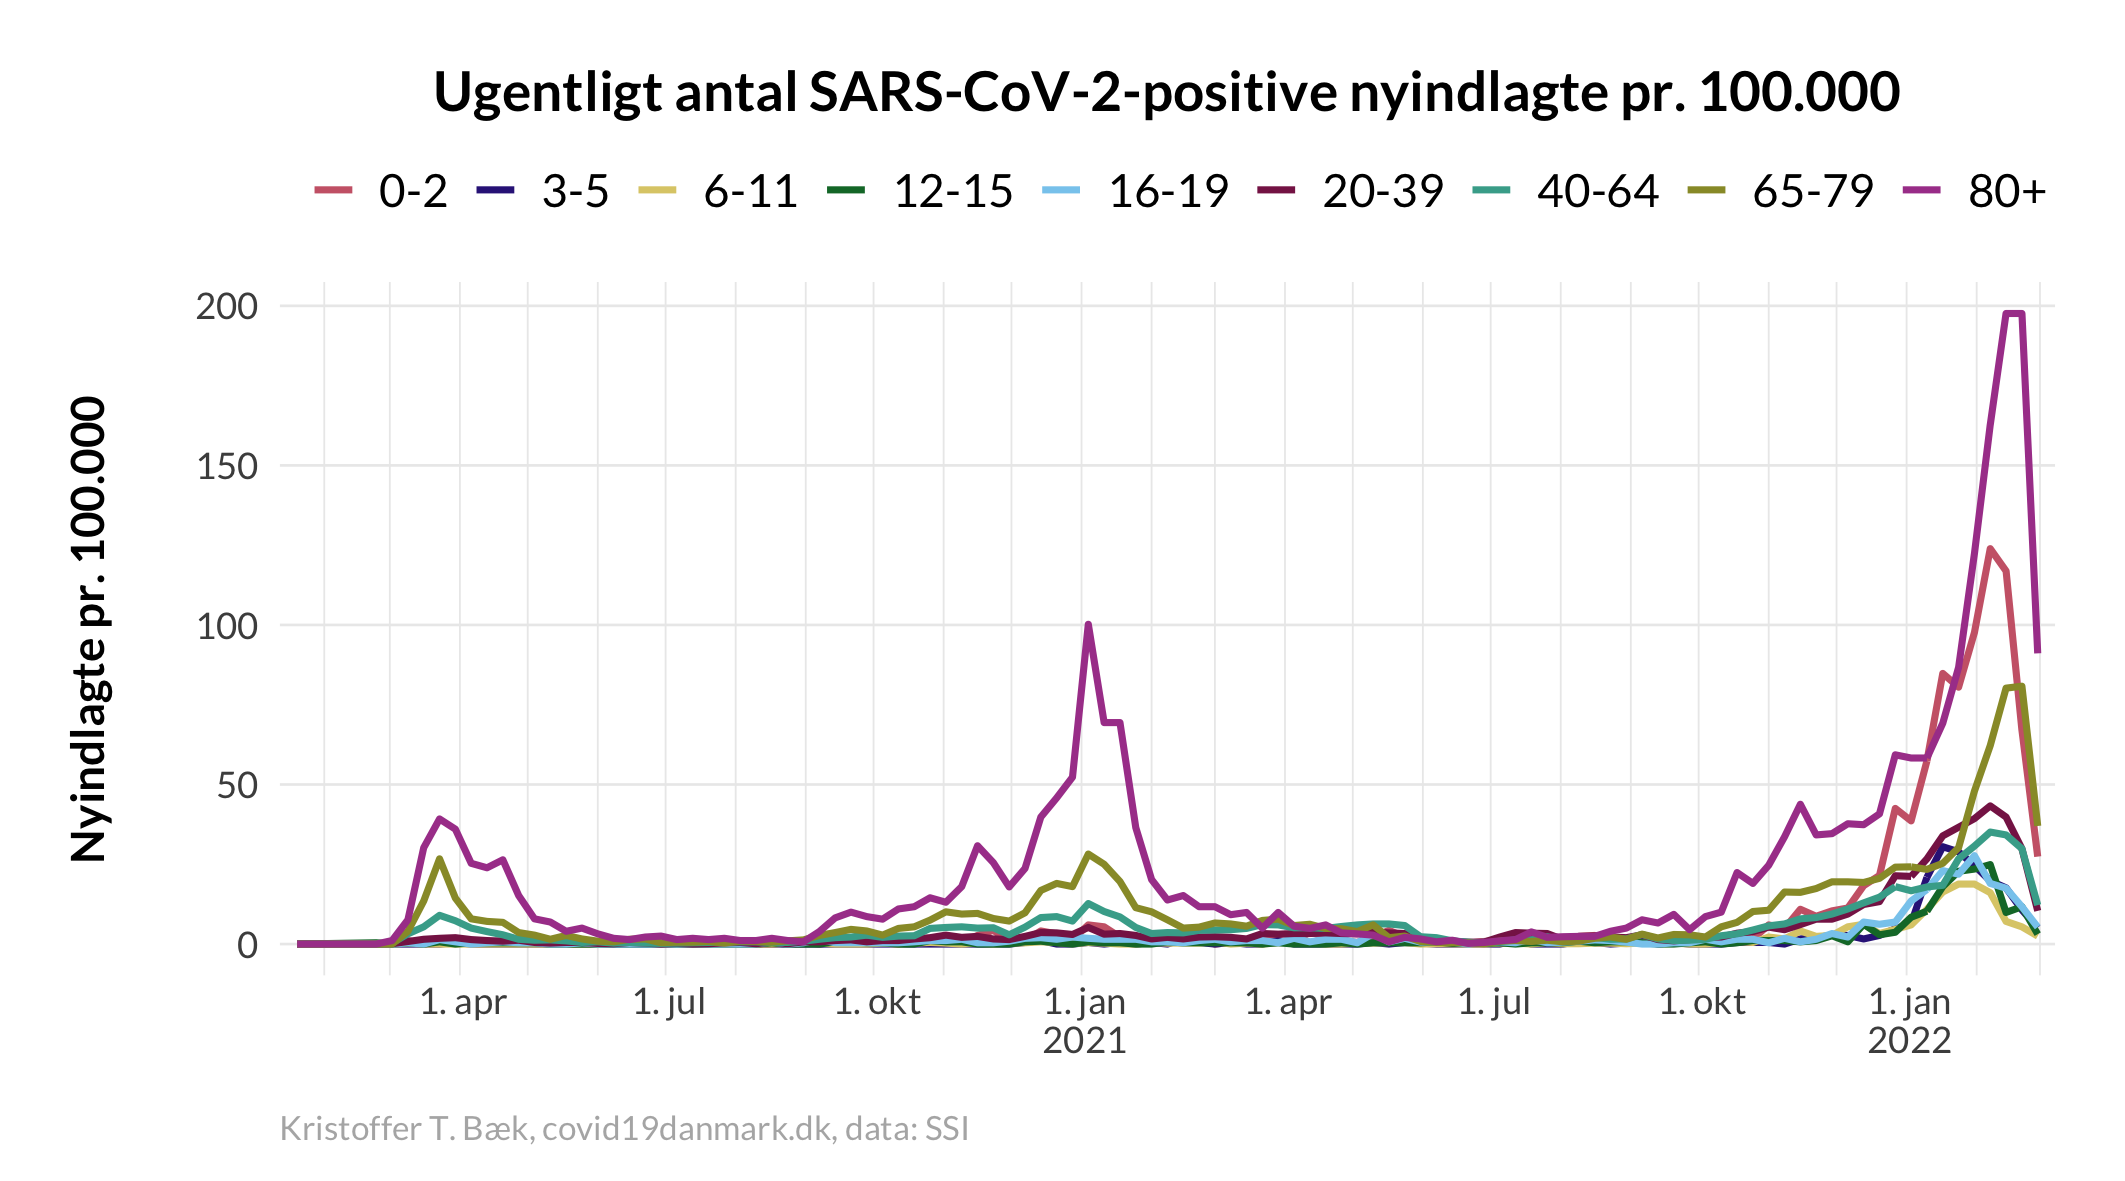 Ugentligt antal SARS-CoV-2-positive nyindlagte pr. 100.000
0-2 3-5 6-11 12-15 16-19 20-39 40-64 65-79 80+
Nyindlagte pr. 100.000
200
150
100
50
0
1. apr 1. jul 1. okt 1. jan 1. apr 1. jul 1. okt 1. jan
2021 2022
Kristoffer T. Bæk, covid19danmark.dk, data: SSI